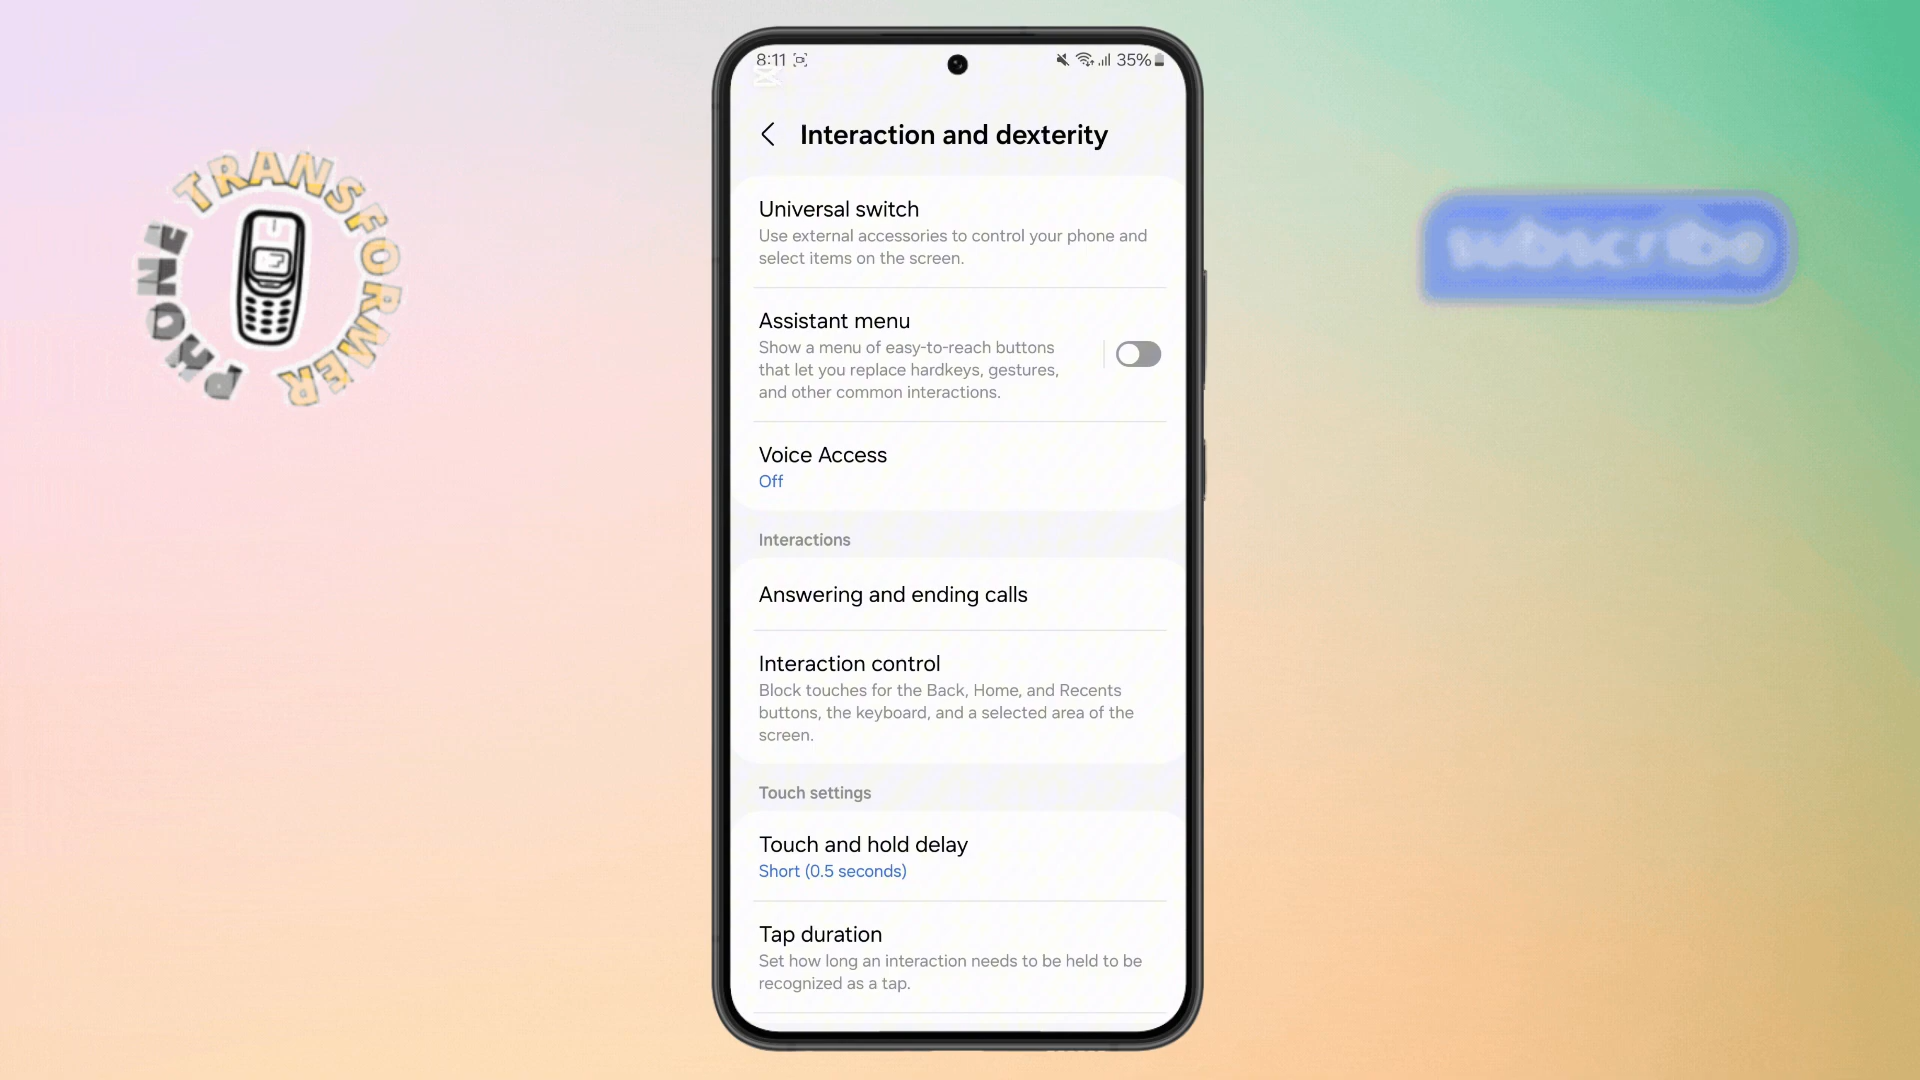 PHONE TRANSFORMER
subscribe
8:11
35%
Interaction and dexterity
Universal switch
Use external accessories to control your phone and
select items on the screen.
Assistant menu
Show a menu of easy-to-reach buttons
that let you replace hardkeys, gestures,
and other common interactions.
Voice Access
Off
Interactions
Answering and ending calls
Interaction control
Block touches for the Back, Home, and Recents
buttons, the keyboard, and a selected area of the
screen.
Touch settings
Touch and hold delay
Short (0.5 seconds)
Tap duration
Set how long an interaction needs to be held to be
recognized as a tap.